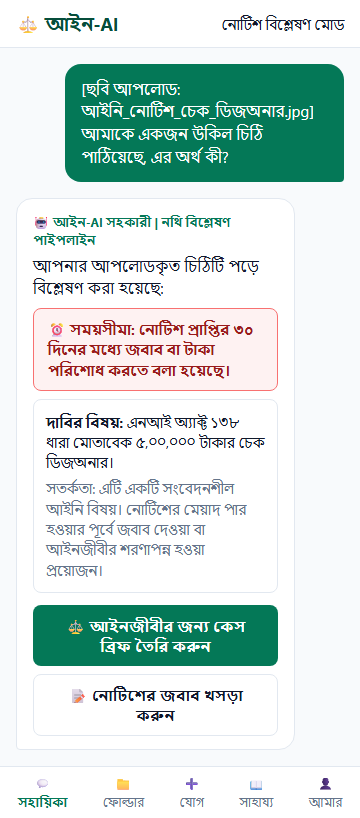 ⚖️ আইন-AI
নোটিশ বিশ্লেষণ মোড
[ছবি আপলোড:
আইনি_নোটিশ_চেক_ডিজঅনার.jpg]
আমাকে একজন উকিল চিঠি
পাঠিয়েছে, এর অর্থ কী?
🤖 আইন-AI সহকারী | নথি বিশ্লেষণ
পাইপলাইন
আপনার আপলোডকৃত চিঠিটি পড়ে
বিশ্লেষণ করা হয়েছে:
⏰ সময়সীমা: নোটিশ প্রাপ্তির ৩০
দিনের মধ্যে জবাব বা টাকা
পরিশোধ করতে বলা হয়েছে।
দাবির বিষয়: এনআই অ্যাক্ট ১৩৮
ধারা মোতাবেক ৫,০০,০০০ টাকার চেক
ডিজঅনার।
সতর্কতা: এটি একটি সংবেদনশীল
আইনি বিষয়। নোটিশের মেয়াদ পার
হওয়ার পূর্বে জবাব দেওয়া বা
আইনজীবীর শরণাপন্ন হওয়া
প্রয়োজন।
⚖️ আইনজীবীর জন্য কেস
ব্রিফ তৈরি করুন
📝 নোটিশের জবাব খসড়া
করুন
সহায়িকা
ফোল্ডার
যোগ
সাহায্য
আমার